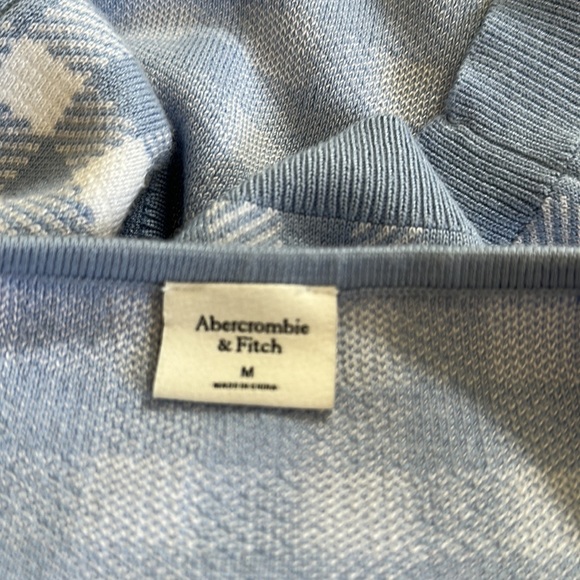 Abercrombie
& Fitch
M
MADE IN CHINA